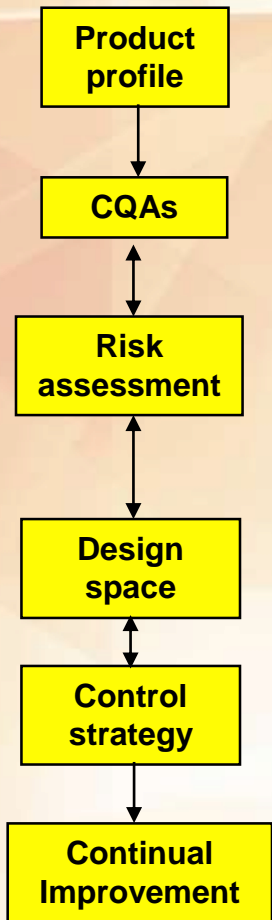 Product
profile
CQAs
Risk
assessment
Design
space
Control
strategy
Continual
Improvement